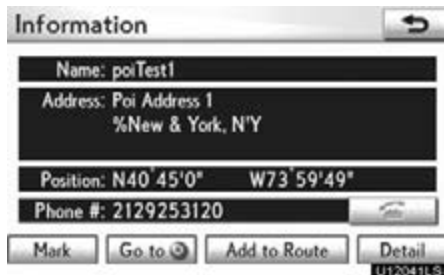 Information
Name: poiTest1
Address: Poi Address 1
%New & York, N'Y
Position: N40°45'0" W73°59'49"
Phone #: 2129253120
Mark Go to Add to Route Detail
U12041LS